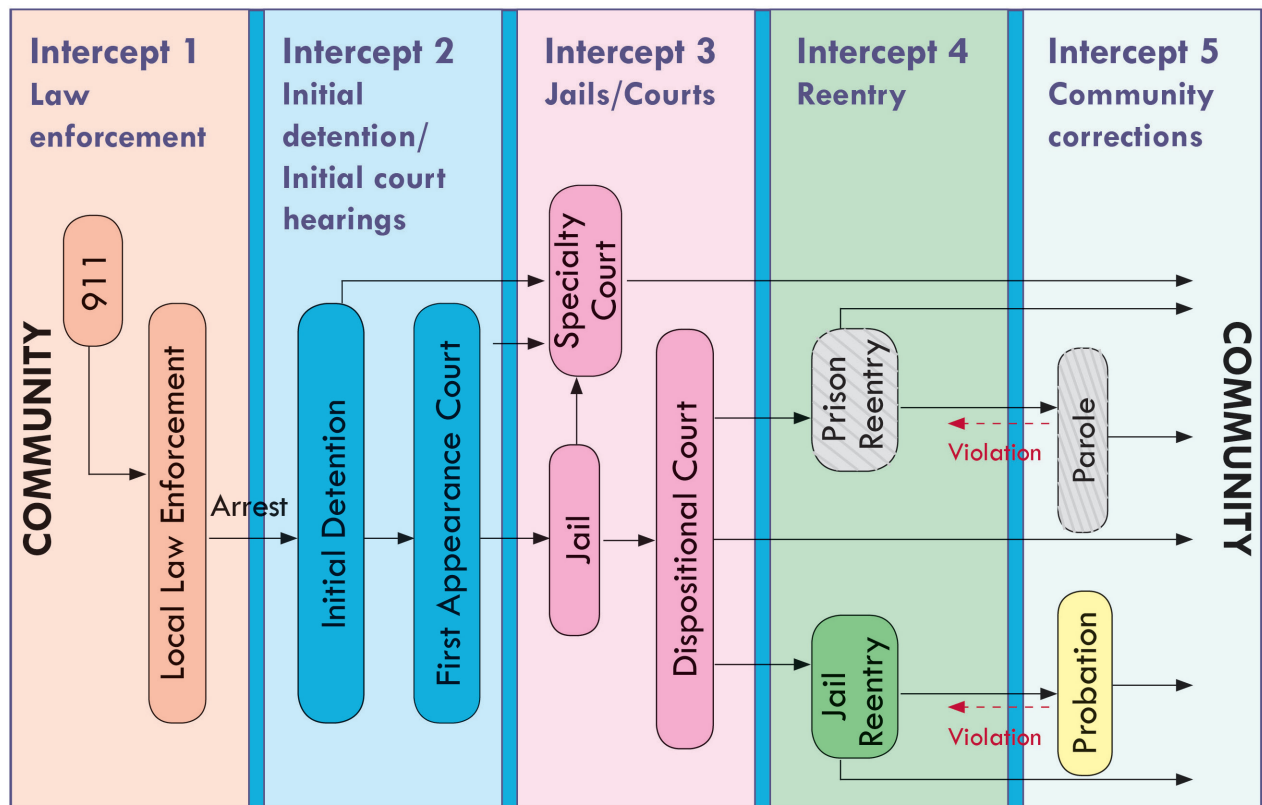 Intercept 1
Law
enforcement
Intercept 2
Initial
detention/
Initial court
hearings
Intercept 3
Jails/Courts
Intercept 4
Reentry
Intercept 5
Community
corrections
COMMUNITY
911
Local Law Enforcement
Arrest
Initial Detention
First Appearance Court
Specialty
Court
Jail
Dispositional Court
Prison
Reentry
Violation
Parole
Jail
Reentry
Violation
Probation
COMMUNITY